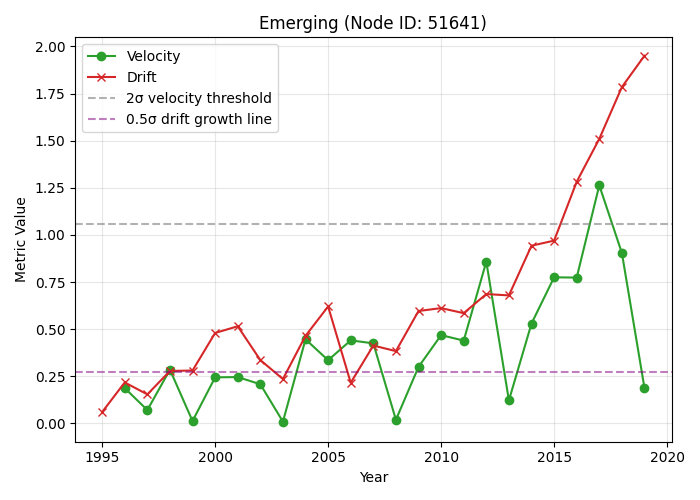 Emerging (Node ID: 51641)
Velocity
Drift
2σ velocity threshold
0.5σ drift growth line
Metric Value
2.00
1.75
1.50
1.25
1.00
0.75
0.50
0.25
0.00
1995 2000 2005 2010 2015 2020
Year